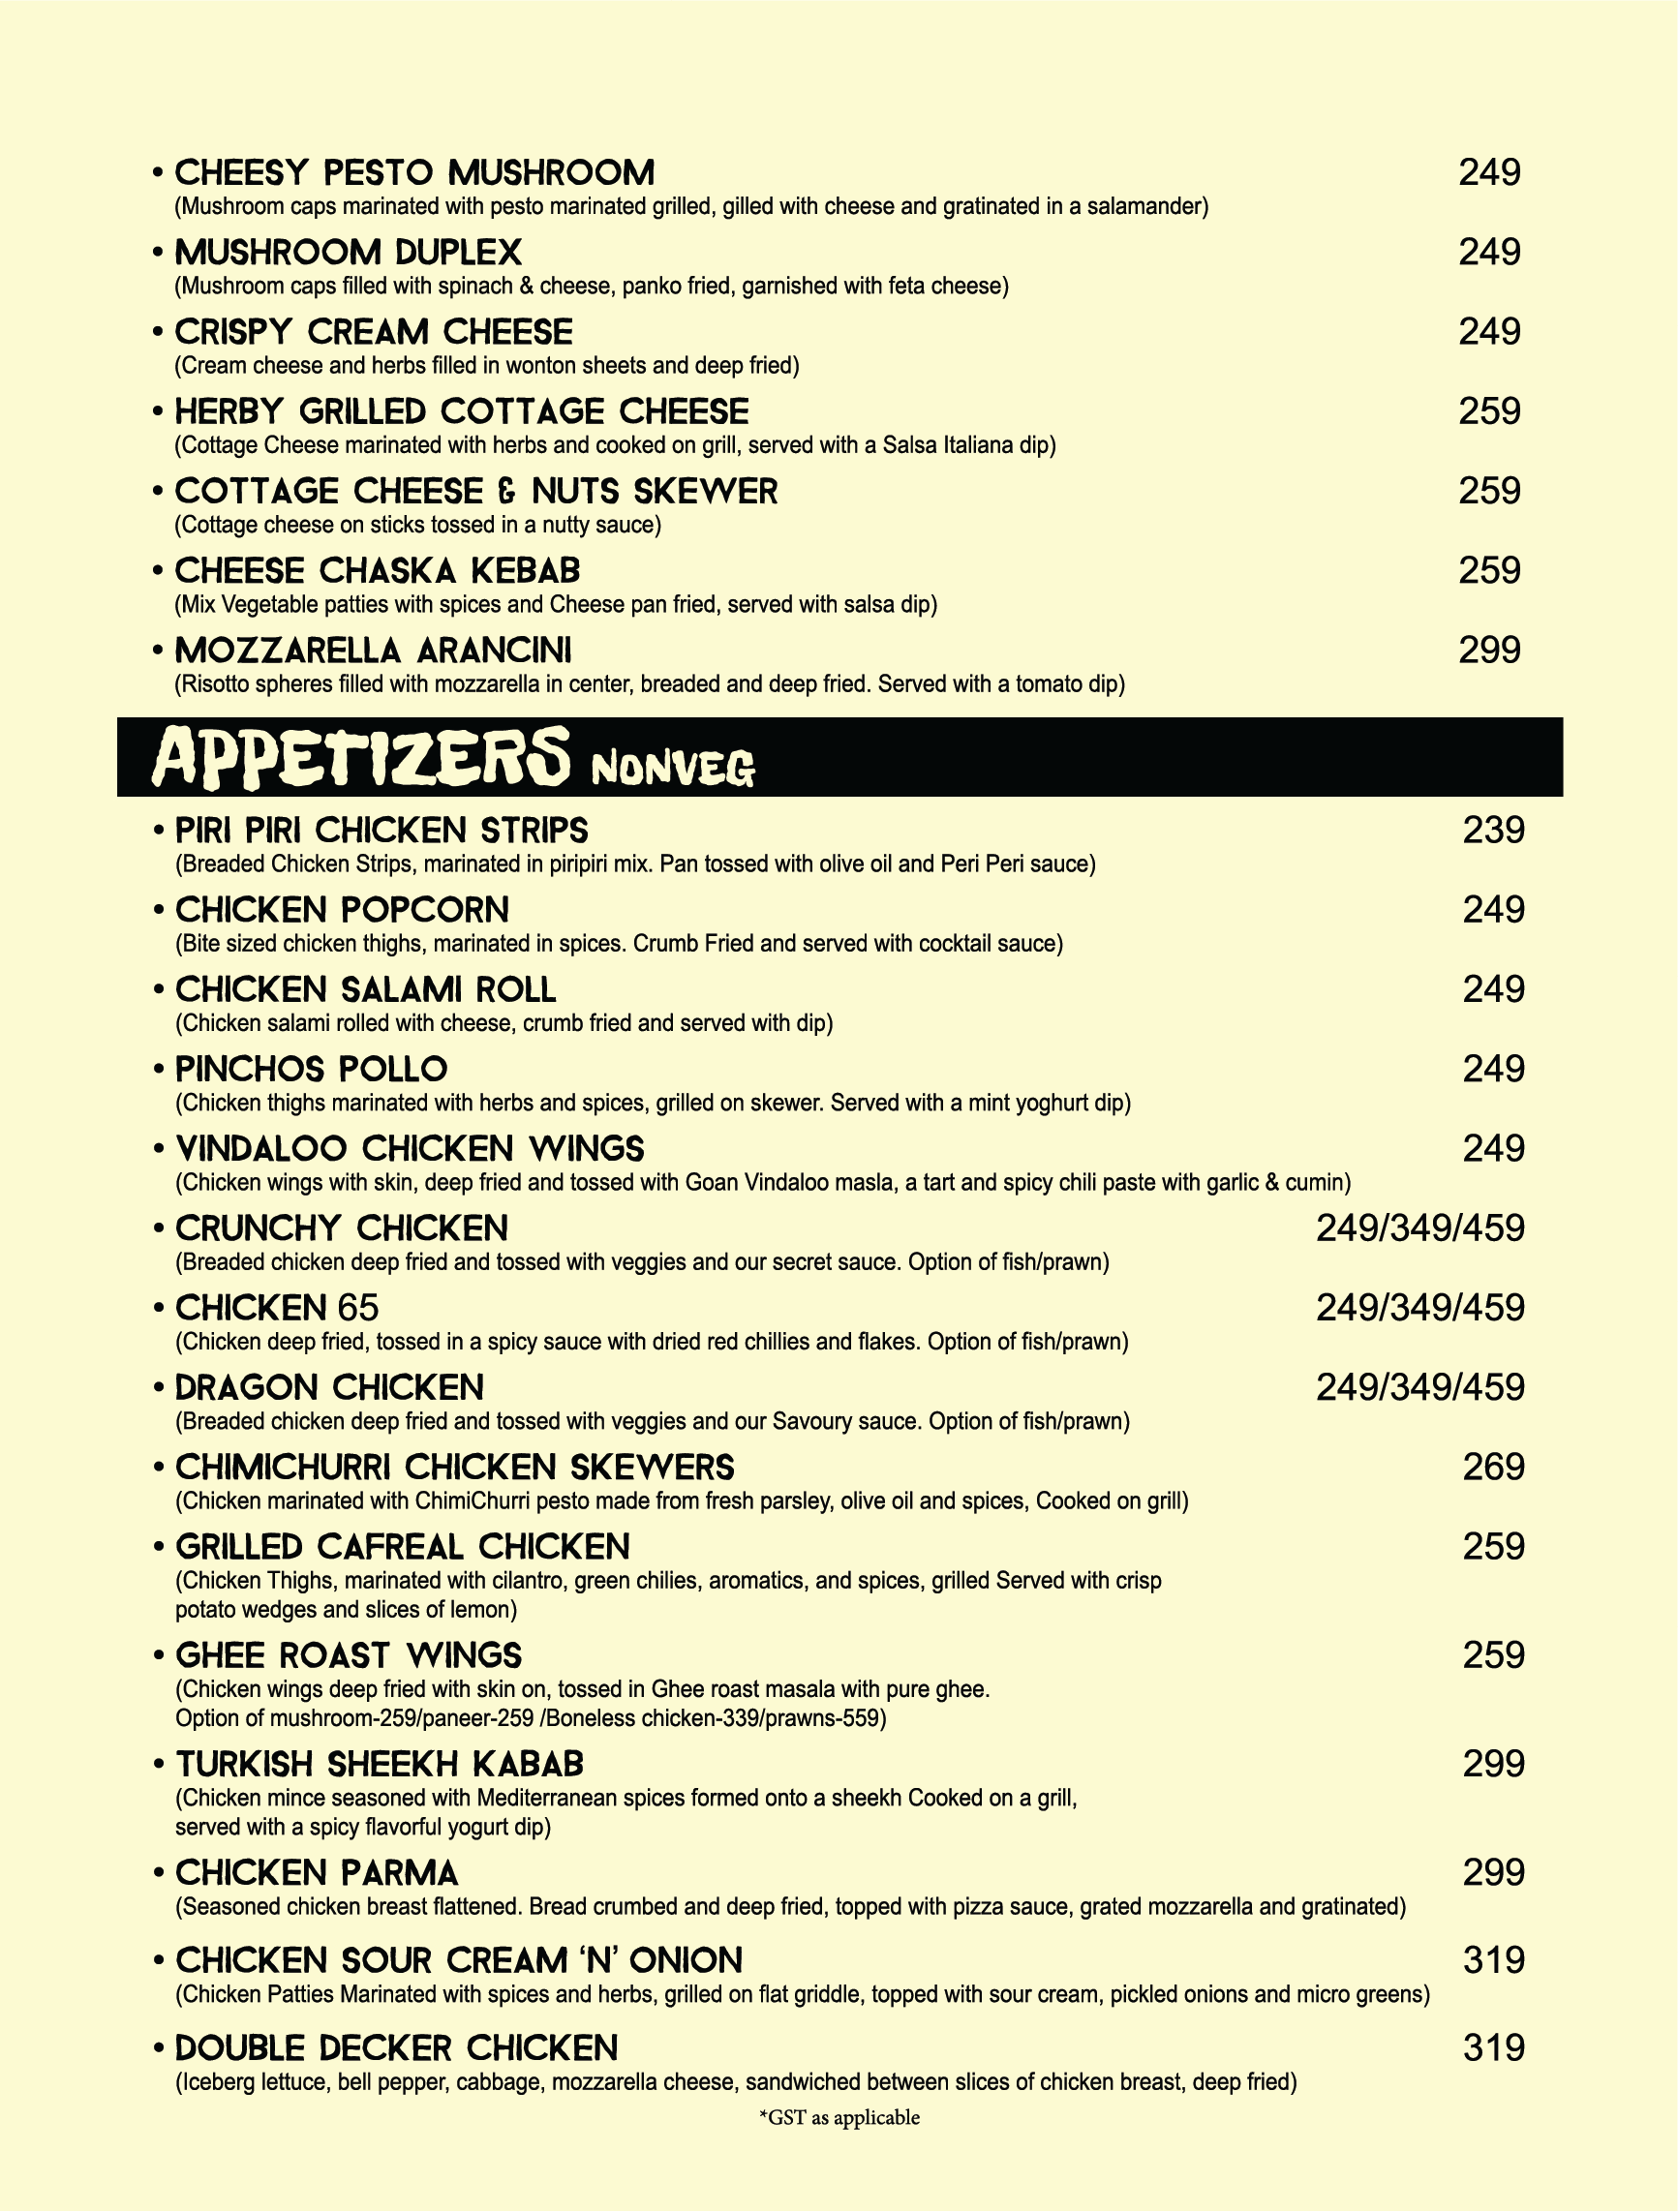 • CHEESY PESTO MUSHROOM 249
(Mushroom caps marinated with pesto marinated grilled, gilled with cheese and gratinated in a salamander)
• MUSHROOM DUPLEX 249
(Mushroom caps filled with spinach & cheese, panko fried, garnished with feta cheese)
• CRISPY CREAM CHEESE 249
(Cream cheese and herbs filled in wonton sheets and deep fried)
• HERBY GRILLED COTTAGE CHEESE 259
(Cottage Cheese marinated with herbs and cooked on grill, served with a Salsa Italiana dip)
• COTTAGE CHEESE & NUTS SKEWER 259
(Cottage cheese on sticks tossed in a nutty sauce)
• CHEESE CHASKA KEBAB 259
(Mix Vegetable patties with spices and Cheese pan fried, served with salsa dip)
• MOZZARELLA ARANCINI 299
(Risotto spheres filled with mozzarella in center, breaded and deep fried. Served with a tomato dip)
APPETIZERS NONVEG
• PIRI PIRI CHICKEN STRIPS 239
(Breaded Chicken Strips, marinated in piripiri mix. Pan tossed with olive oil and Peri Peri sauce)
• CHICKEN POPCORN 249
(Bite sized chicken thighs, marinated in spices. Crumb Fried and served with cocktail sauce)
• CHICKEN SALAMI ROLL 249
(Chicken salami rolled with cheese, crumb fried and served with dip)
• PINCHOS POLLO 249
(Chicken thighs marinated with herbs and spices, grilled on skewer. Served with a mint yoghurt dip)
• VINDALOO CHICKEN WINGS 249
(Chicken wings with skin, deep fried and tossed with Goan Vindaloo masla, a tart and spicy chili paste with garlic & cumin)
• CRUNCHY CHICKEN 249/349/459
(Breaded chicken deep fried and tossed with veggies and our secret sauce. Option of fish/prawn)
• CHICKEN 65 249/349/459
(Chicken deep fried, tossed in a spicy sauce with dried red chillies and flakes. Option of fish/prawn)
• DRAGON CHICKEN 249/349/459
(Breaded chicken deep fried and tossed with veggies and our Savoury sauce. Option of fish/prawn)
• CHIMICHURRI CHICKEN SKEWERS 269
(Chicken marinated with ChimiChurri pesto made from fresh parsley, olive oil and spices, Cooked on grill)
• GRILLED CAFREAL CHICKEN 259
(Chicken Thighs, marinated with cilantro, green chilies, aromatics, and spices, grilled Served with crisp
potato wedges and slices of lemon)
• GHEE ROAST WINGS 259
(Chicken wings deep fried with skin on, tossed in Ghee roast masala with pure ghee.
Option of mushroom-259/paneer-259 /Boneless chicken-339/prawns-559)
• TURKISH SHEEKH KABAB 299
(Chicken mince seasoned with Mediterranean spices formed onto a sheekh Cooked on a grill,
served with a spicy flavorful yogurt dip)
• CHICKEN PARMA 299
(Seasoned chicken breast flattened. Bread crumbed and deep fried, topped with pizza sauce, grated mozzarella and gratinated)
• CHICKEN SOUR CREAM ‘N’ ONION 319
(Chicken Patties Marinated with spices and herbs, grilled on flat griddle, topped with sour cream, pickled onions and micro greens)
• DOUBLE DECKER CHICKEN 319
(Iceberg lettuce, bell pepper, cabbage, mozzarella cheese, sandwiched between slices of chicken breast, deep fried)
*GST as applicable